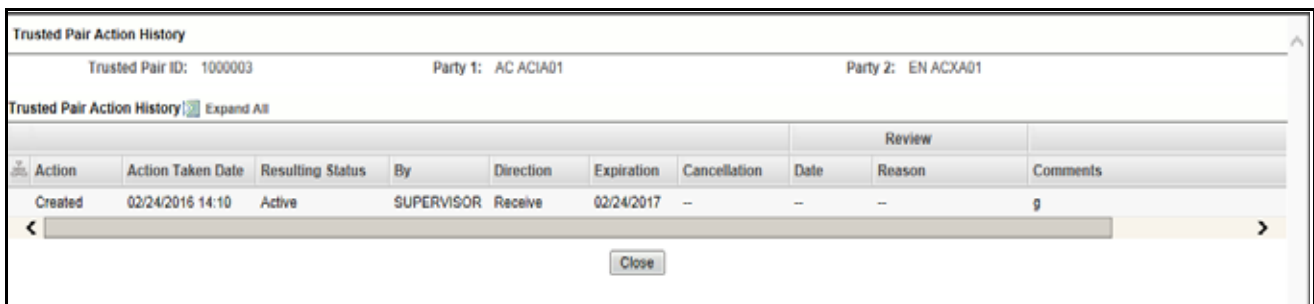 Trusted Pair Action History
Trusted Pair ID: 1000003 Party 1: AC ACIA01 Party 2: EN ACXA01
Trusted Pair Action History Expand All
Review
Action Action Taken Date Resulting Status By Direction Expiration Cancellation Date Reason Comments
Created 02/24/2016 14:10 Active SUPERVISOR Receive 02/24/2017 -- -- -- g
Close